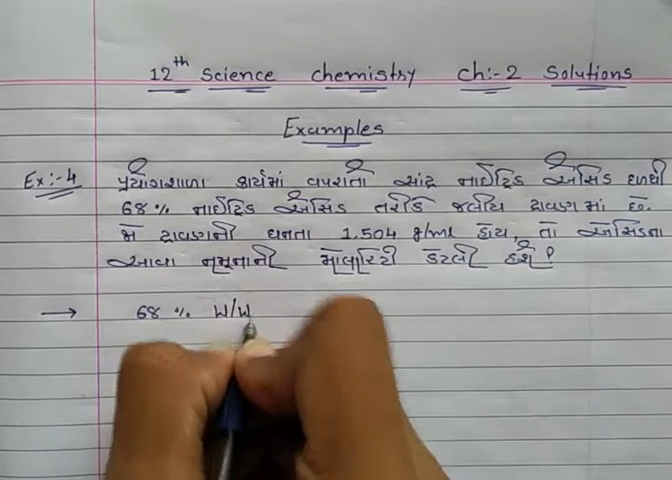 12th Science Chemistry Ch:-2 Solutions
Examples
Ex:-4 પ્રયોગશાળા કાર્યમાં વપરાતો સાંદ્ર નાઈટ્રિક એસિડ દળથી
68% નાઈટ્રિક એસિડ તરીકે જલીય દ્રાવણ માં છે.
જો દ્રાવણની ઘનતા 1.504 g/ml હોય, તો એસિડના
આવા નમૂનાની મોલારિટી કેટલી હશે ?
→ 68 % W/W